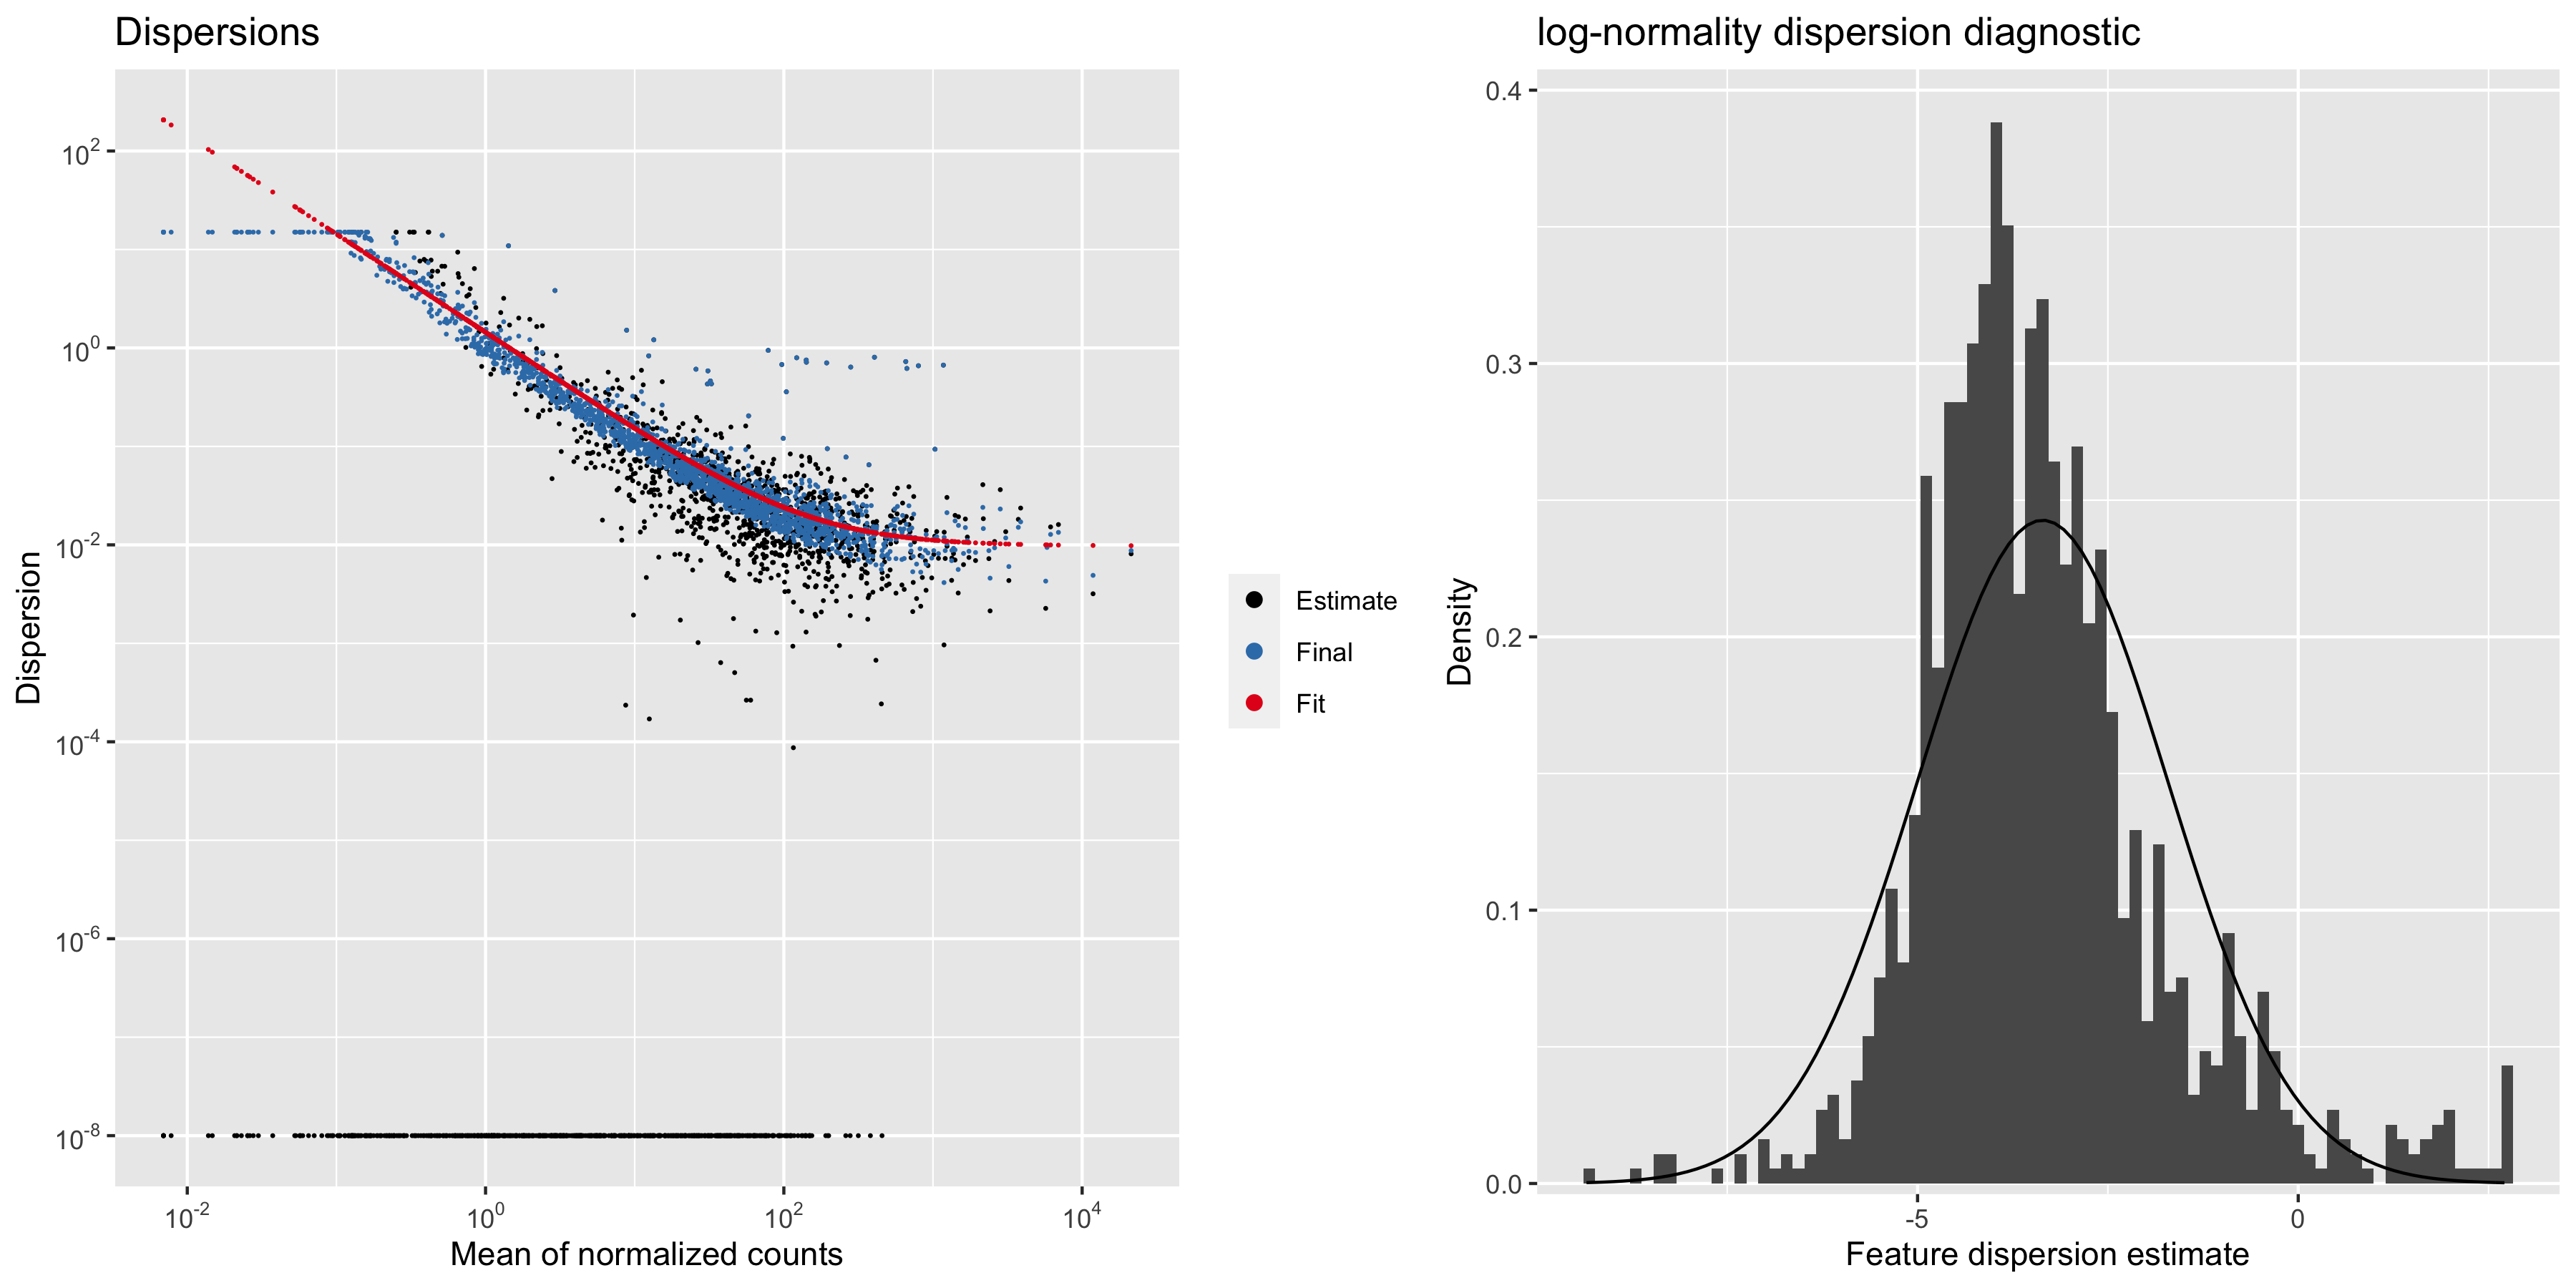 Dispersions
10²
10⁰
10⁻²
10⁻⁴
10⁻⁶
10⁻⁸
Dispersion
10⁻²
10⁰
10²
10⁴
Mean of normalized counts
Estimate
Final
Fit
log-normality dispersion diagnostic
0.4
0.3
0.2
0.1
0.0
Density
-5
0
Feature dispersion estimate